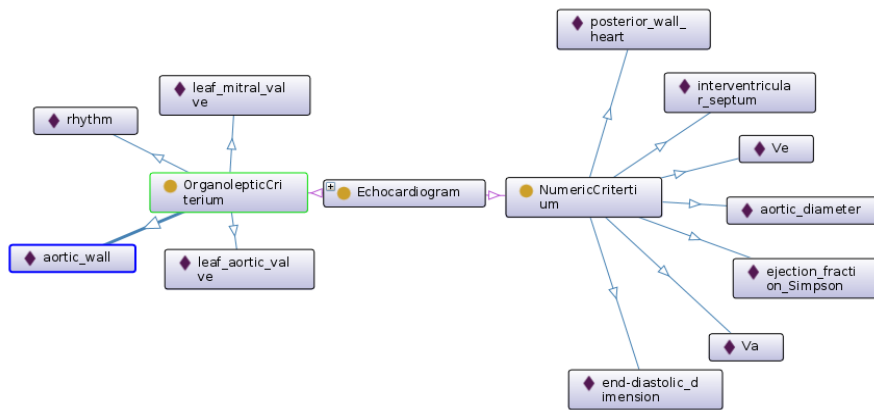 posterior_wall_
heart
leaf_mitral_val
ve
interventricula
r_septum
rhythm
Ve
OrganolepticCri
terium
Echocardiogram
NumericCritertı
um
aortic_diameter
aortic_wall
leaf_aortic_val
ve
ejection_fracti
on_Simpson
Va
end-diastolic_d
imension